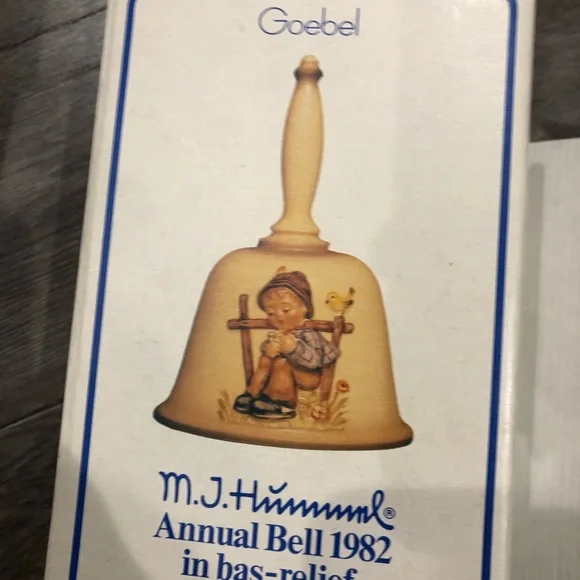 Goebel
M.J.Hummel®
Annual Bell 1982
in bas-relief